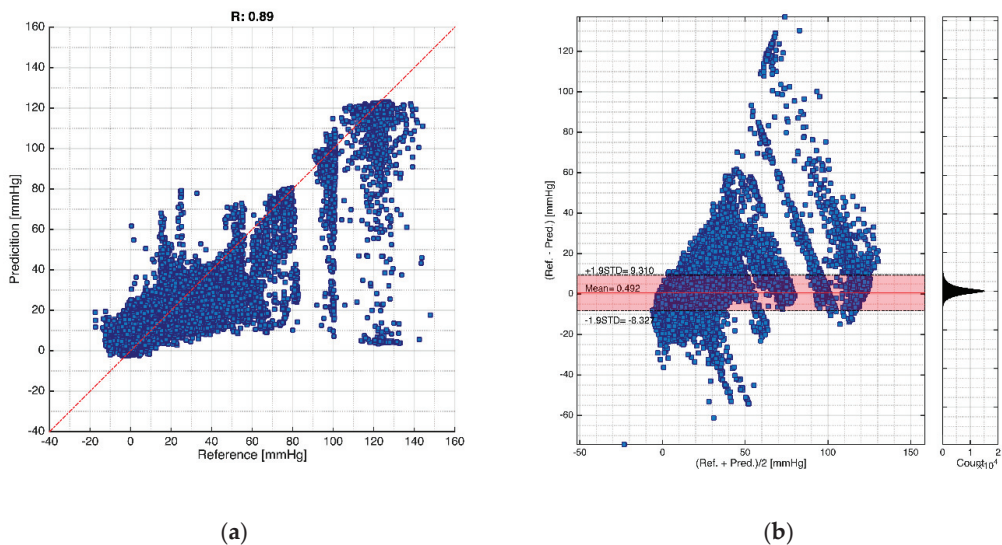 R: 0.89
160
140
120
100
80
60
40
20
0
-20
-40
Predicition [mmHg]
-40 -20 0 20 40 60 80 100 120 140 160
Reference [mmHg]
(a)
120
100
80
60
40
20
0
-20
-40
-60
(Ref. - Pred.) [mmHg]
+1.9STD= 9.310
Mean= 0.492
-1.9STD= -8.327
-50 0 50 100 150
(Ref. + Pred.)/2 [mmHg]
0 1 2
Count ×10⁴
(b)